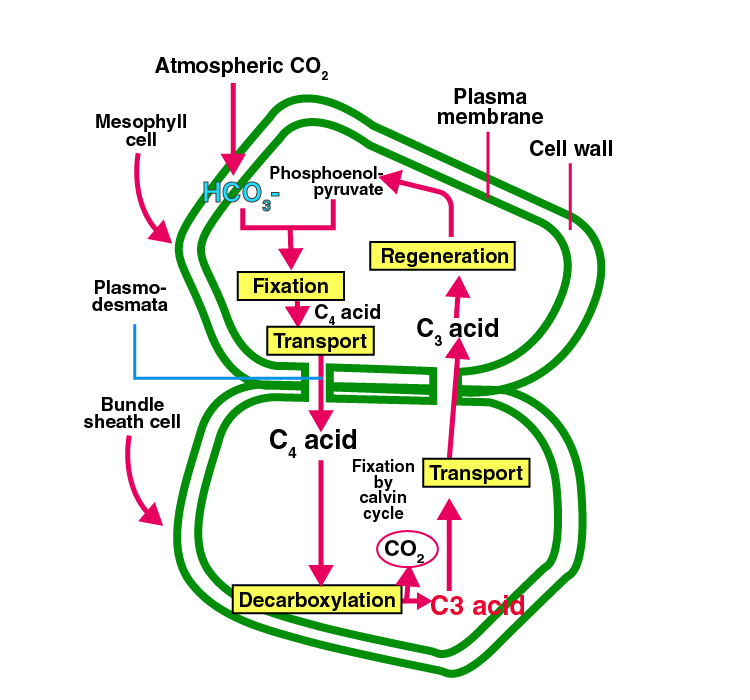 Atmospheric CO2
Plasma
membrane
Mesophyll
cell
Cell wall
Phosphoenol-
pyruvate
HCO3-
Regeneration
Fixation
Plasmo-
desmata
C4 acid
C3 acid
Transport
Bundle
sheath cell
C4 acid
Fixation
by
calvin
cycle
Transport
CO2
Decarboxylation
C3 acid